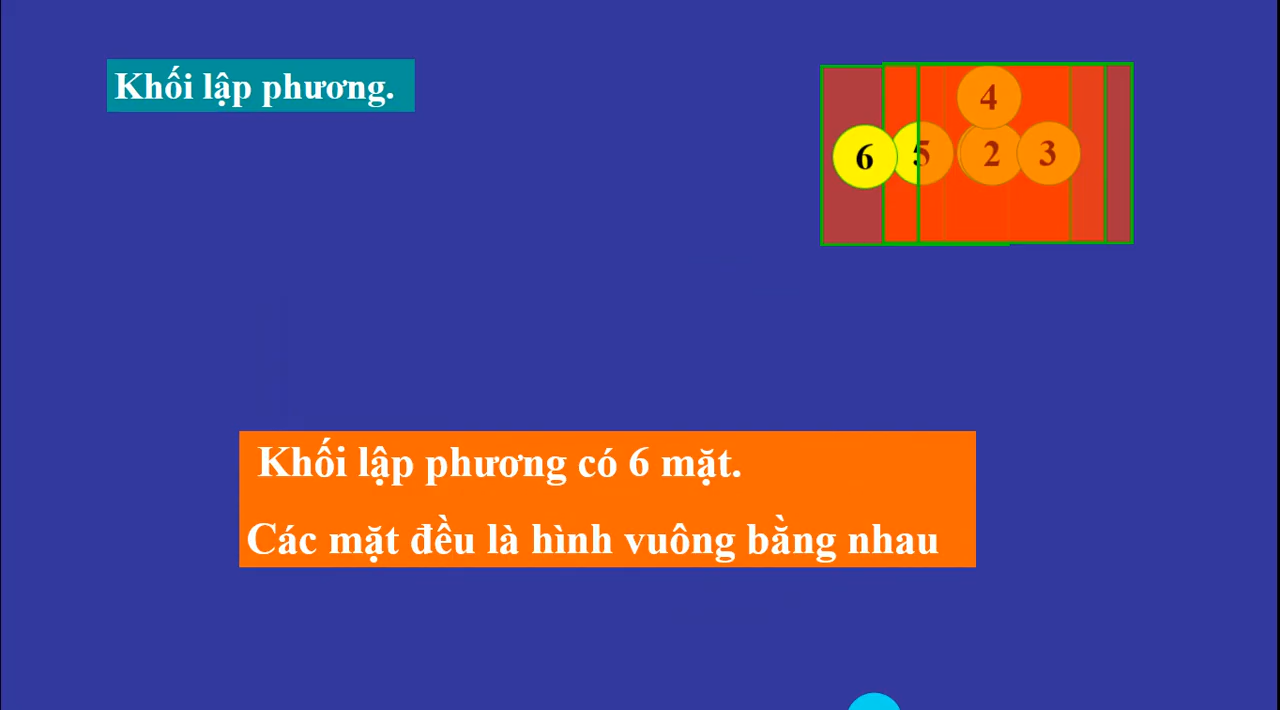 Khối lập phương.
4
6 5 2 3
Khối lập phương có 6 mặt.
Các mặt đều là hình vuông bằng nhau